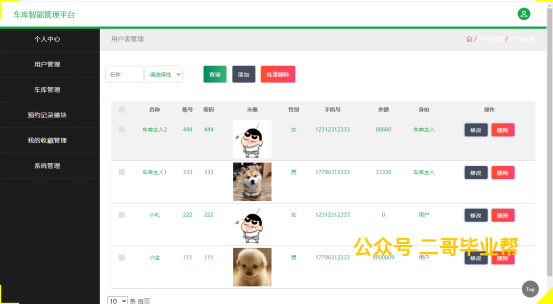 车库智能管理平台
个人中心
用户管理
车库管理
预约记录模块
我的收藏管理
系统管理
用户表管理
名称 请选择性 查询 添加 批量删除
名称 账号 密码 头像 性别 手机号 余额 身份 操作
车库主人2 444 444 女 12312312333 66660 车库主人 修改 删除
车库主人1 333 333 男 17796312333 33330 车库主人 修改 删除
小机 222 222 女 12312312333 0 用户 修改 删除
小盒 111 111 男 17796312333 9900009 用户 修改 删除
公众号 二哥毕业帮
10 条 每页
Top